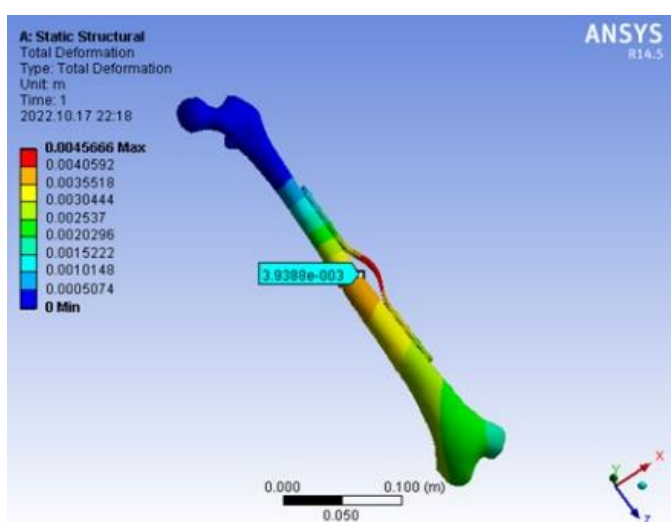 A: Static Structural
Total Deformation
Type: Total Deformation
Unit: m
Time: 1
2022.10.17 22:18
ANSYS
R14.5
0.0045666 Max
0.0040592
0.0035518
0.0030444
0.002537
0.0020296
0.0015222
0.0010148
0.0005074
0 Min
3.9388e-003
0.000
0.100 (m)
0.050
Y
X
Z